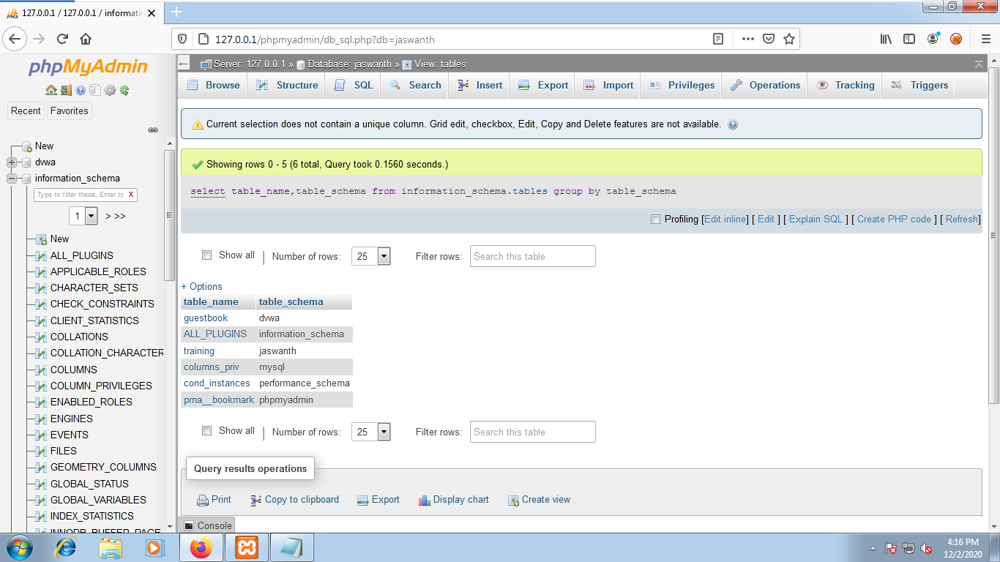 127.0.0.1 / 127.0.0.1 / informati
127.0.0.1/phpmyadmin/db_sql.php?db=jaswanth
phpMyAdmin
Recent Favorites
New
dvwa
information_schema
Type to filter these, Enter to X
1 > >>
New
ALL_PLUGINS
APPLICABLE_ROLES
CHARACTER_SETS
CHECK_CONSTRAINTS
CLIENT_STATISTICS
COLLATIONS
COLLATION_CHARACTER
COLUMNS
COLUMN_PRIVILEGES
ENABLED_ROLES
ENGINES
EVENTS
FILES
GEOMETRY_COLUMNS
GLOBAL_STATUS
GLOBAL_VARIABLES
INDEX_STATISTICS
INNODB_BUFFER_PAGE
Server: 127.0.0.1 » Database: jaswanth » View: tables
Browse Structure SQL Search Insert Export Import Privileges Operations Tracking Triggers
Current selection does not contain a unique column. Grid edit, checkbox, Edit, Copy and Delete features are not available.
Showing rows 0 - 5 (6 total, Query took 0.1560 seconds.)
select table_name,table_schema from information_schema.tables group by table_schema
Profiling [Edit inline] [ Edit ] [ Explain SQL ] [ Create PHP code ] [ Refresh]
Show all | Number of rows: 25 Filter rows: Search this table
+ Options
table_name table_schema
guestbook dvwa
ALL_PLUGINS information_schema
training jaswanth
columns_priv mysql
cond_instances performance_schema
pma__bookmark phpmyadmin
Show all | Number of rows: 25 Filter rows: Search this table
Query results operations
Print Copy to clipboard Export Display chart Create view
Console
4:16 PM
12/2/2020